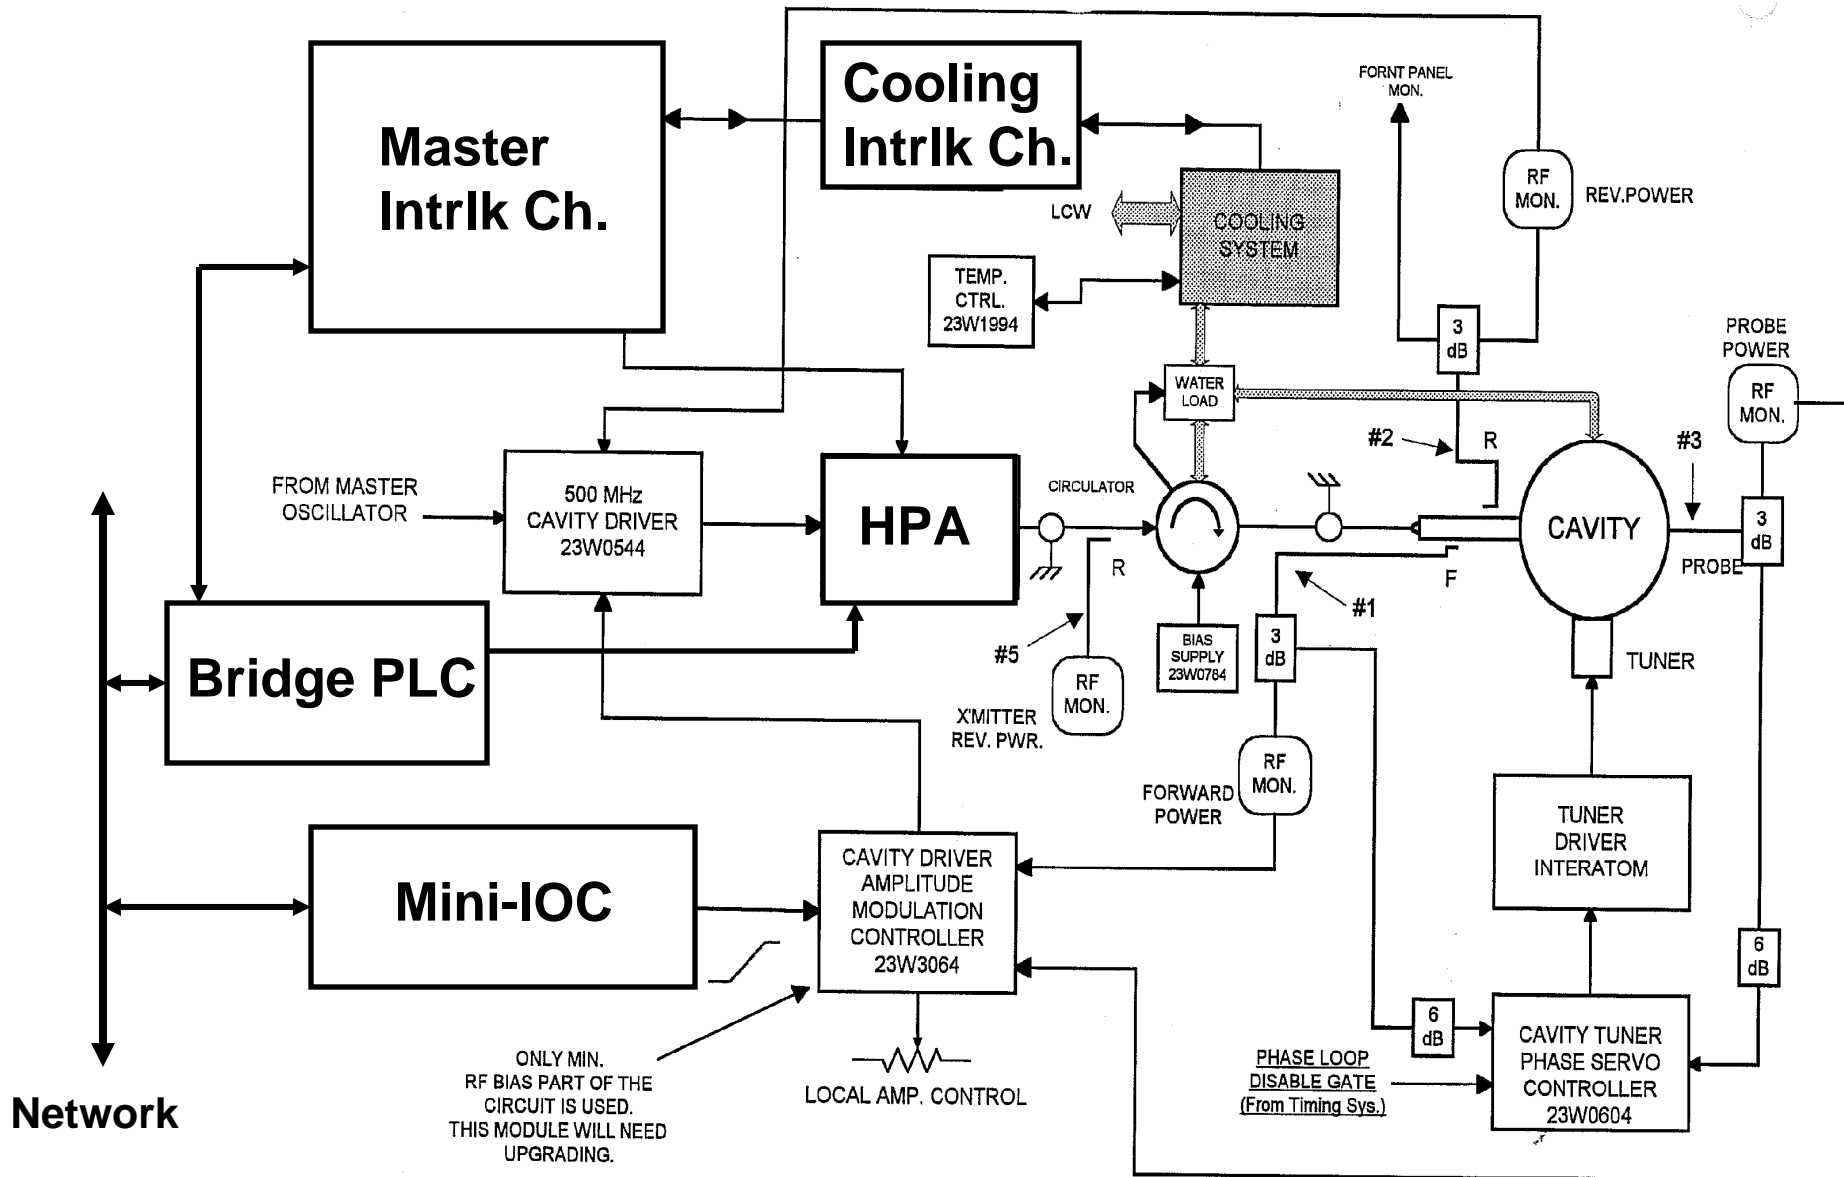 Master
Intrlk Ch.
Cooling
Intrlk Ch.
FORNT PANEL
MON.
RF
MON.
REV.POWER
LCW
COOLING
SYSTEM
TEMP.
CTRL.
23W1994
3
dB
PROBE
POWER
RF
MON.
WATER
LOAD
#2
R
#3
FROM MASTER
OSCILLATOR
500 MHz
CAVITY DRIVER
23W0544
HPA
CIRCULATOR
CAVITY
3
dB
PROBE
R
F
#1
#5
BIAS
SUPPLY
23W0784
3
dB
TUNER
Bridge PLC
RF
MON.
X'MITTER
REV. PWR.
RF
MON.
FORWARD
POWER
TUNER
DRIVER
INTERATOM
Mini-IOC
CAVITY DRIVER
AMPLITUDE
MODULATION
CONTROLLER
23W3064
6
dB
6
dB
CAVITY TUNER
PHASE SERVO
CONTROLLER
23W0604
PHASE LOOP
DISABLE GATE
(From Timing Sys.)
ONLY MIN.
RF BIAS PART OF THE
CIRCUIT IS USED.
THIS MODULE WILL NEED
UPGRADING.
LOCAL AMP. CONTROL
Network